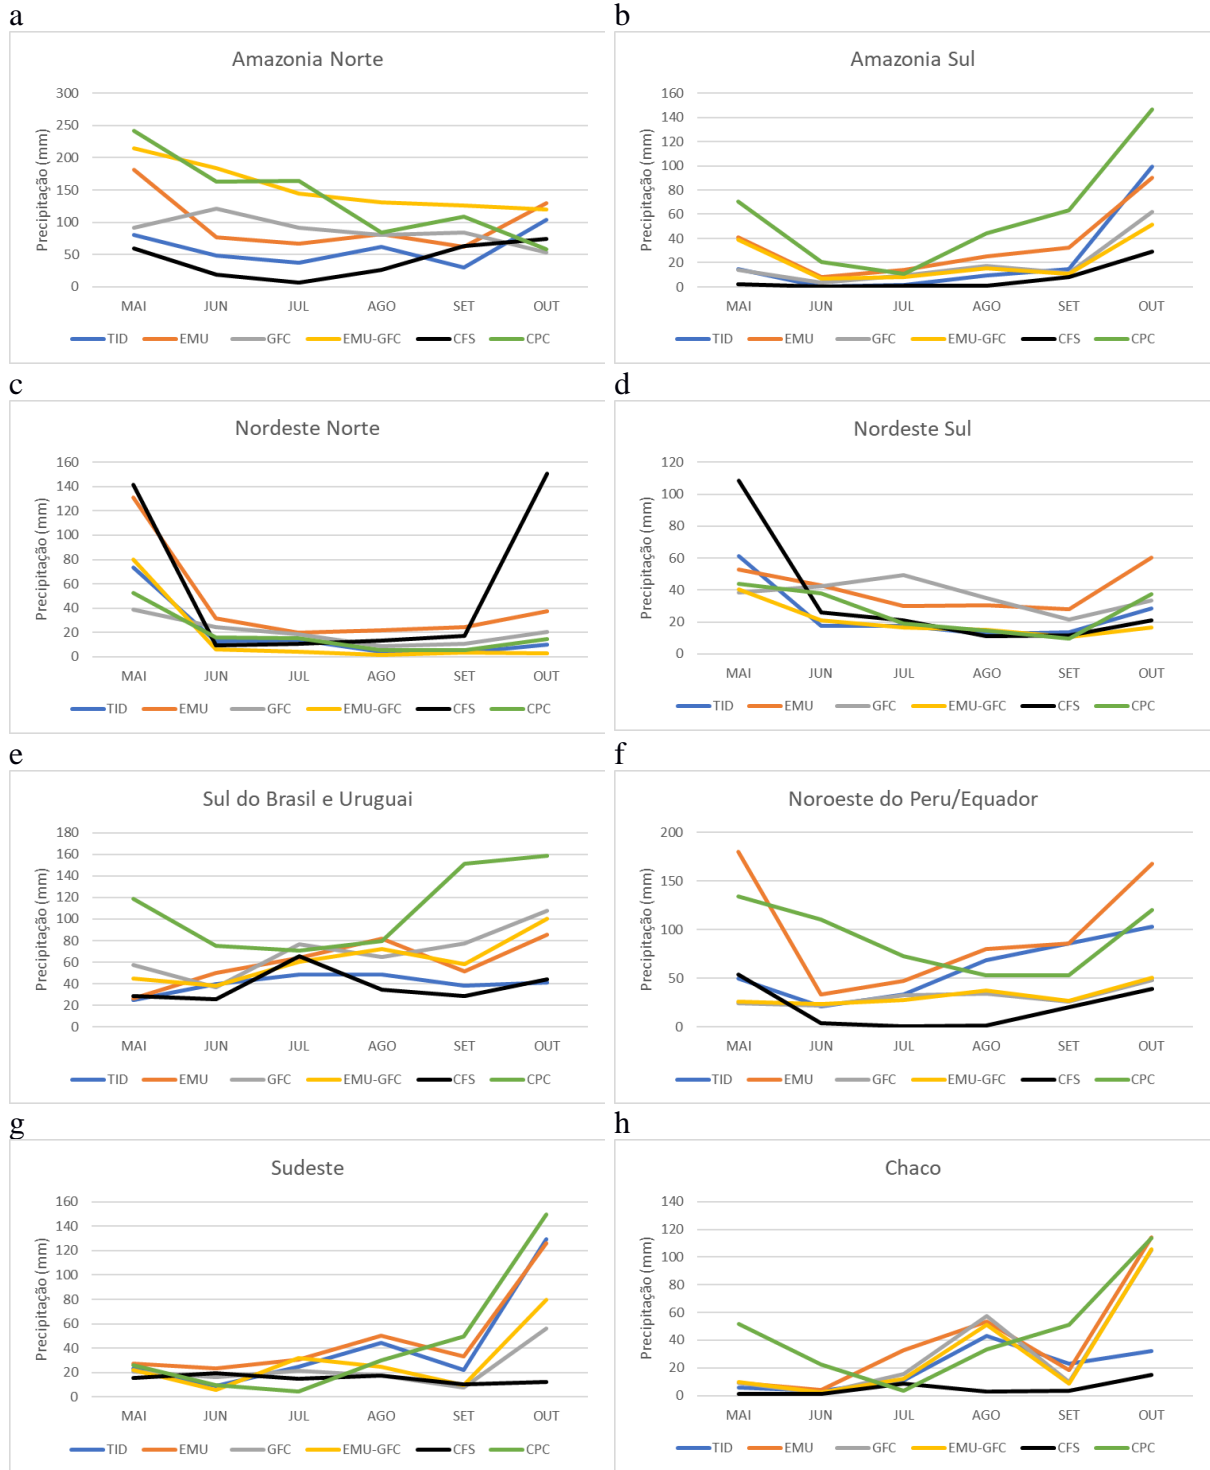 a
b
Amazonia Norte
Precipitação (mm)
300
250
200
150
100
50
0
MAI JUN JUL AGO SET OUT
TID EMU GFC EMU-GFC CFS CPC
Amazonia Sul
Precipitação (mm)
160
140
120
100
80
60
40
20
0
MAI JUN JUL AGO SET OUT
TID EMU GFC EMU-GFC CFS CPC
c
d
Nordeste Norte
Precipitação (mm)
160
140
120
100
80
60
40
20
0
MAI JUN JUL AGO SET OUT
TID EMU GFC EMU-GFC CFS CPC
Nordeste Sul
Precipitação (mm)
120
100
80
60
40
20
0
MAI JUN JUL AGO SET OUT
TID EMU GFC EMU-GFC CFS CPC
e
f
Sul do Brasil e Uruguai
Precipitação (mm)
180
160
140
120
100
80
60
40
20
0
MAI JUN JUL AGO SET OUT
TID EMU GFC EMU-GFC CFS CPC
Noroeste do Peru/Equador
Precipitação (mm)
200
150
100
50
0
MAI JUN JUL AGO SET OUT
TID EMU GFC EMU-GFC CFS CPC
g
h
Sudeste
Precipitação (mm)
160
140
120
100
80
60
40
20
0
MAI JUN JUL AGO SET OUT
TID EMU GFC EMU-GFC CFS CPC
Chaco
Precipitação (mm)
140
120
100
80
60
40
20
0
MAI JUN JUL AGO SET OUT
TID EMU GFC EMU-GFC CFS CPC